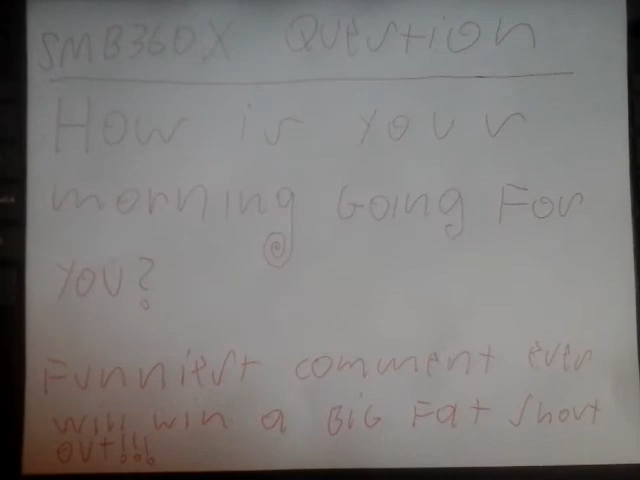 SMB360X Question
How is your
morning Going For
you?
Funniest comment ever
will win a BIG Fat Shout
out!!!